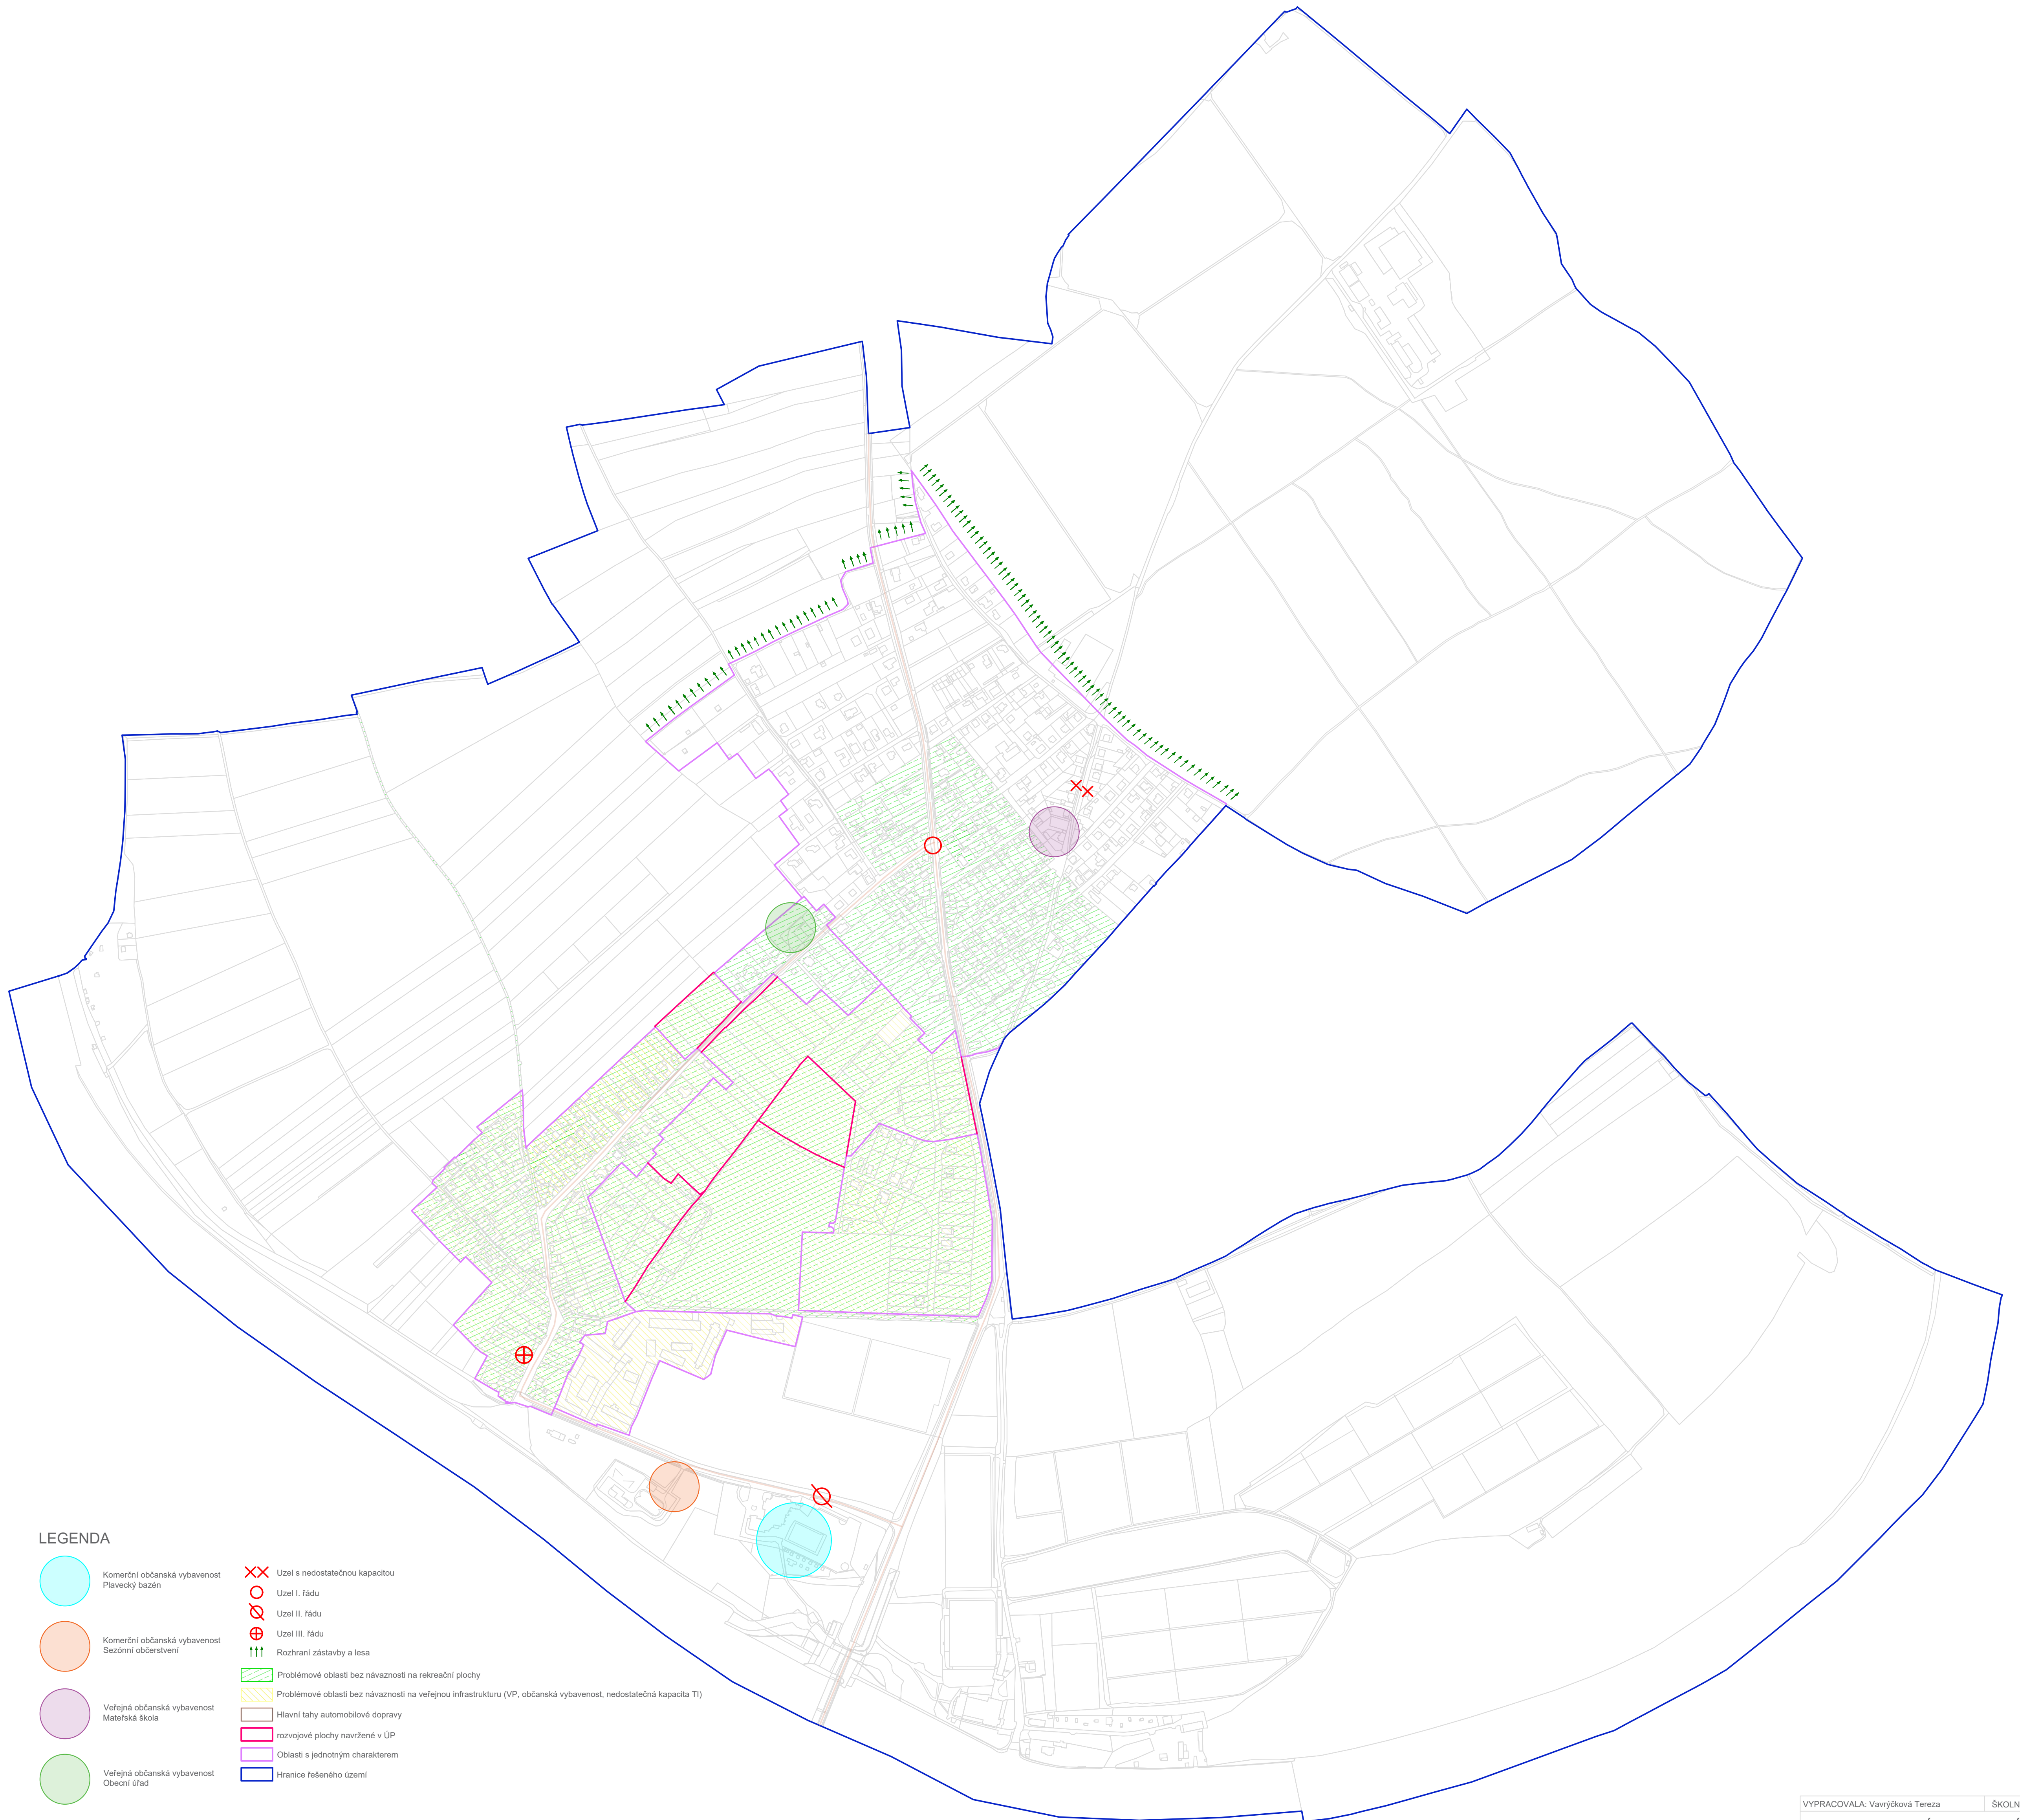 LEGENDA
Komerční občanská vybavenost
Plavecký bazén
Komerční občanská vybavenost
Sezónní občerstvení
Veřejná občanská vybavenost
Mateřská škola
Veřejná občanská vybavenost
Obecní úřad
Uzel s nedostatečnou kapacitou
Uzel I. řádu
Uzel II. řádu
Uzel III. řádu
Rozhraní zástavby a lesa
Problémové oblasti bez návaznosti na rekreační plochy
Problémové oblasti bez návaznosti na veřejnou infrastrukturu (VP, občanská vybavenost, nedostatečná kapacita TI)
Hlavní tahy automobilové dopravy
rozvojové plochy navržené v ÚP
Oblasti s jednotným charakterem
Hranice řešeného území
VYPRACOVALA: Vavrýčková Tereza
ŠKOLN